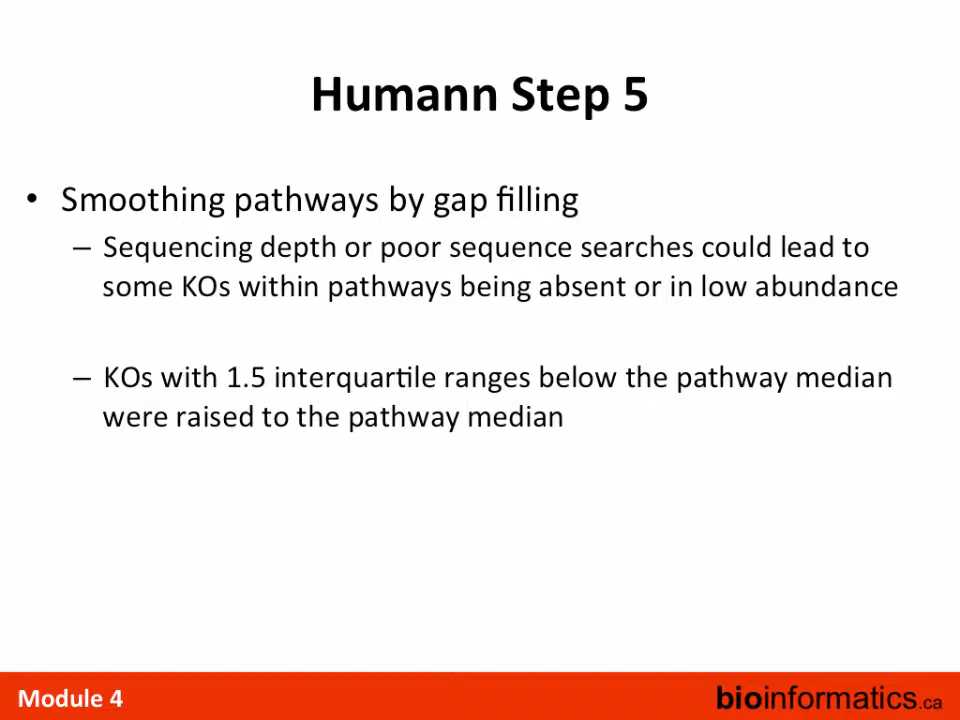 Humann Step 5
• Smoothing pathways by gap filling
– Sequencing depth or poor sequence searches could lead to
some KOs within pathways being absent or in low abundance
– KOs with 1.5 interquartile ranges below the pathway median
were raised to the pathway median
Module 4
bioinformatics.ca